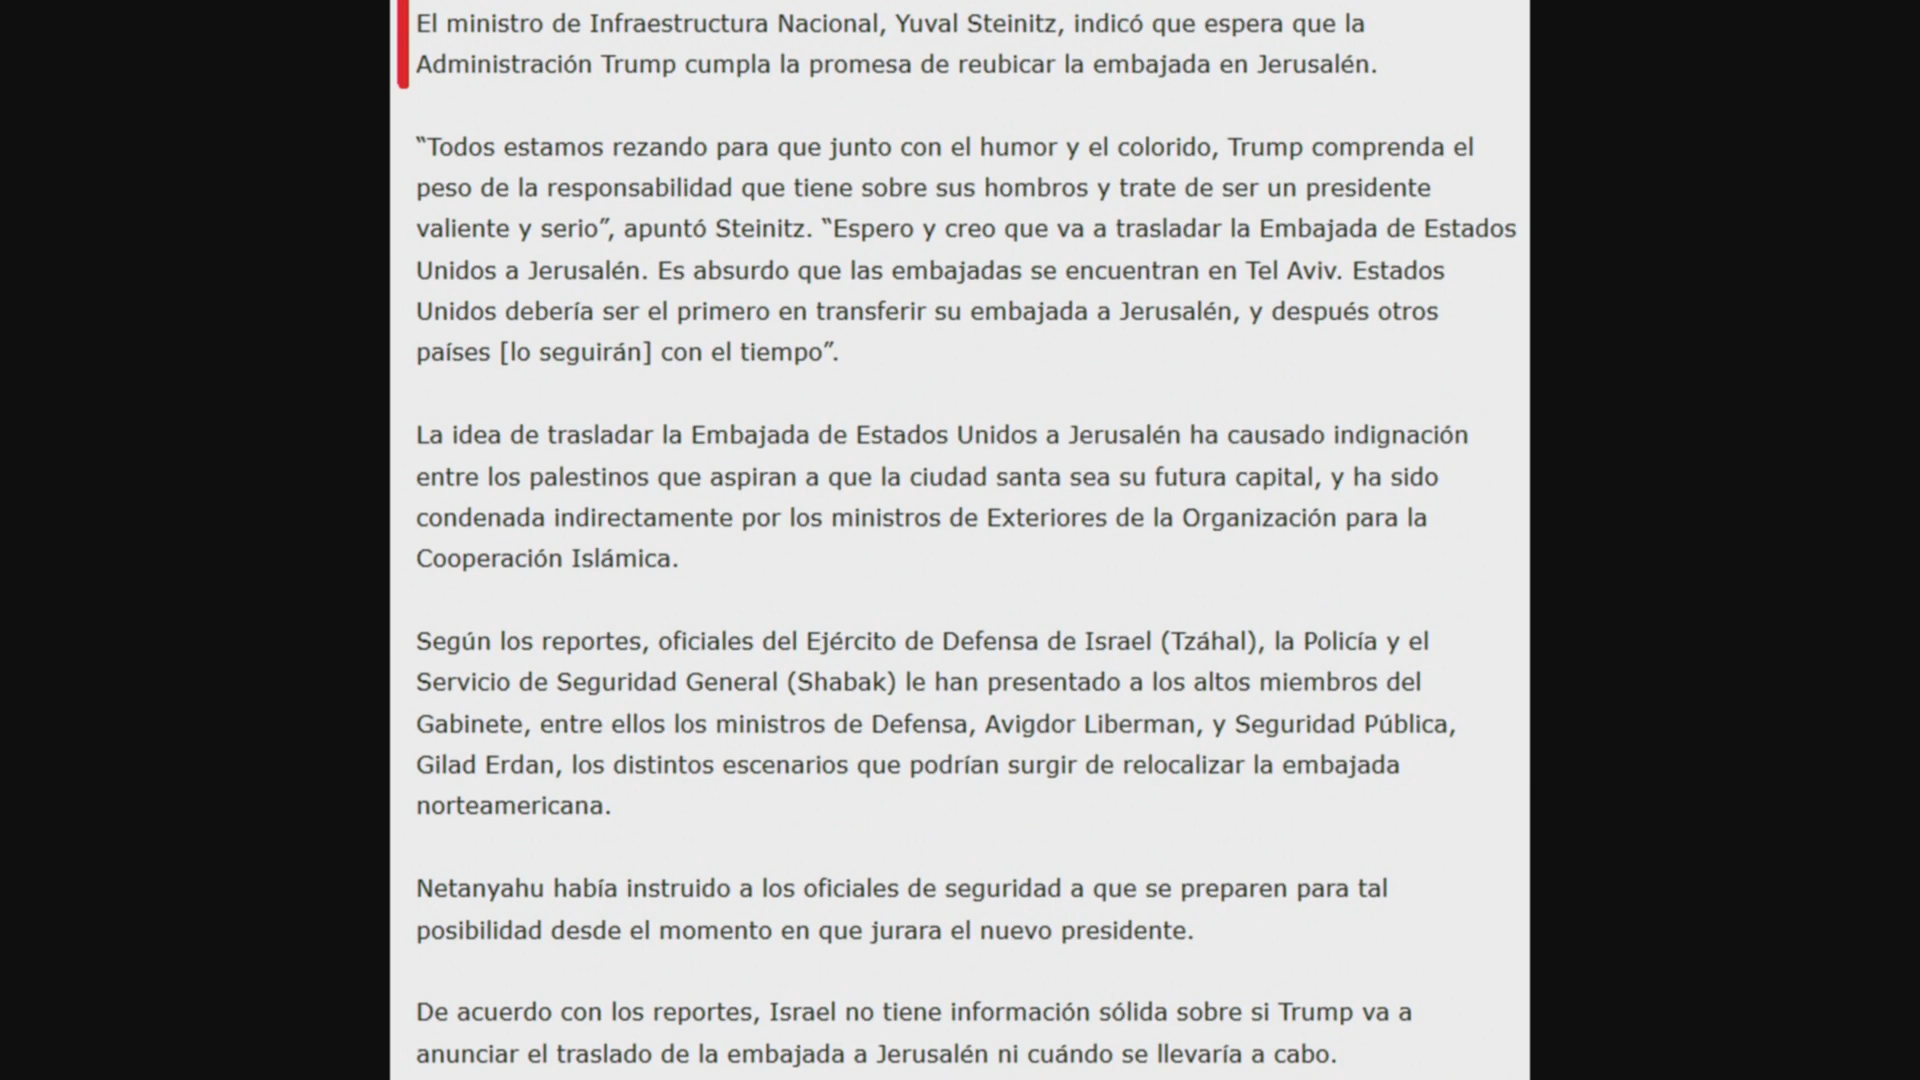 El ministro de Infraestructura Nacional, Yuval Steinitz, indicó que espera que la
Administración Trump cumpla la promesa de reubicar la embajada en Jerusalén.
“Todos estamos rezando para que junto con el humor y el colorido, Trump comprenda el
peso de la responsabilidad que tiene sobre sus hombros y trate de ser un presidente
valiente y serio”, apuntó Steinitz. “Espero y creo que va a trasladar la Embajada de Estados
Unidos a Jerusalén. Es absurdo que las embajadas se encuentran en Tel Aviv. Estados
Unidos debería ser el primero en transferir su embajada a Jerusalén, y después otros
países [lo seguirán] con el tiempo”.
La idea de trasladar la Embajada de Estados Unidos a Jerusalén ha causado indignación
entre los palestinos que aspiran a que la ciudad santa sea su futura capital, y ha sido
condenada indirectamente por los ministros de Exteriores de la Organización para la
Cooperación Islámica.
Según los reportes, oficiales del Ejército de Defensa de Israel (Tzáhal), la Policía y el
Servicio de Seguridad General (Shabak) le han presentado a los altos miembros del
Gabinete, entre ellos los ministros de Defensa, Avigdor Liberman, y Seguridad Pública,
Gilad Erdan, los distintos escenarios que podrían surgir de relocalizar la embajada
norteamericana.
Netanyahu había instruido a los oficiales de seguridad a que se preparen para tal
posibilidad desde el momento en que jurara el nuevo presidente.
De acuerdo con los reportes, Israel no tiene información sólida sobre si Trump va a
anunciar el traslado de la embajada a Jerusalén ni cuándo se llevaría a cabo.